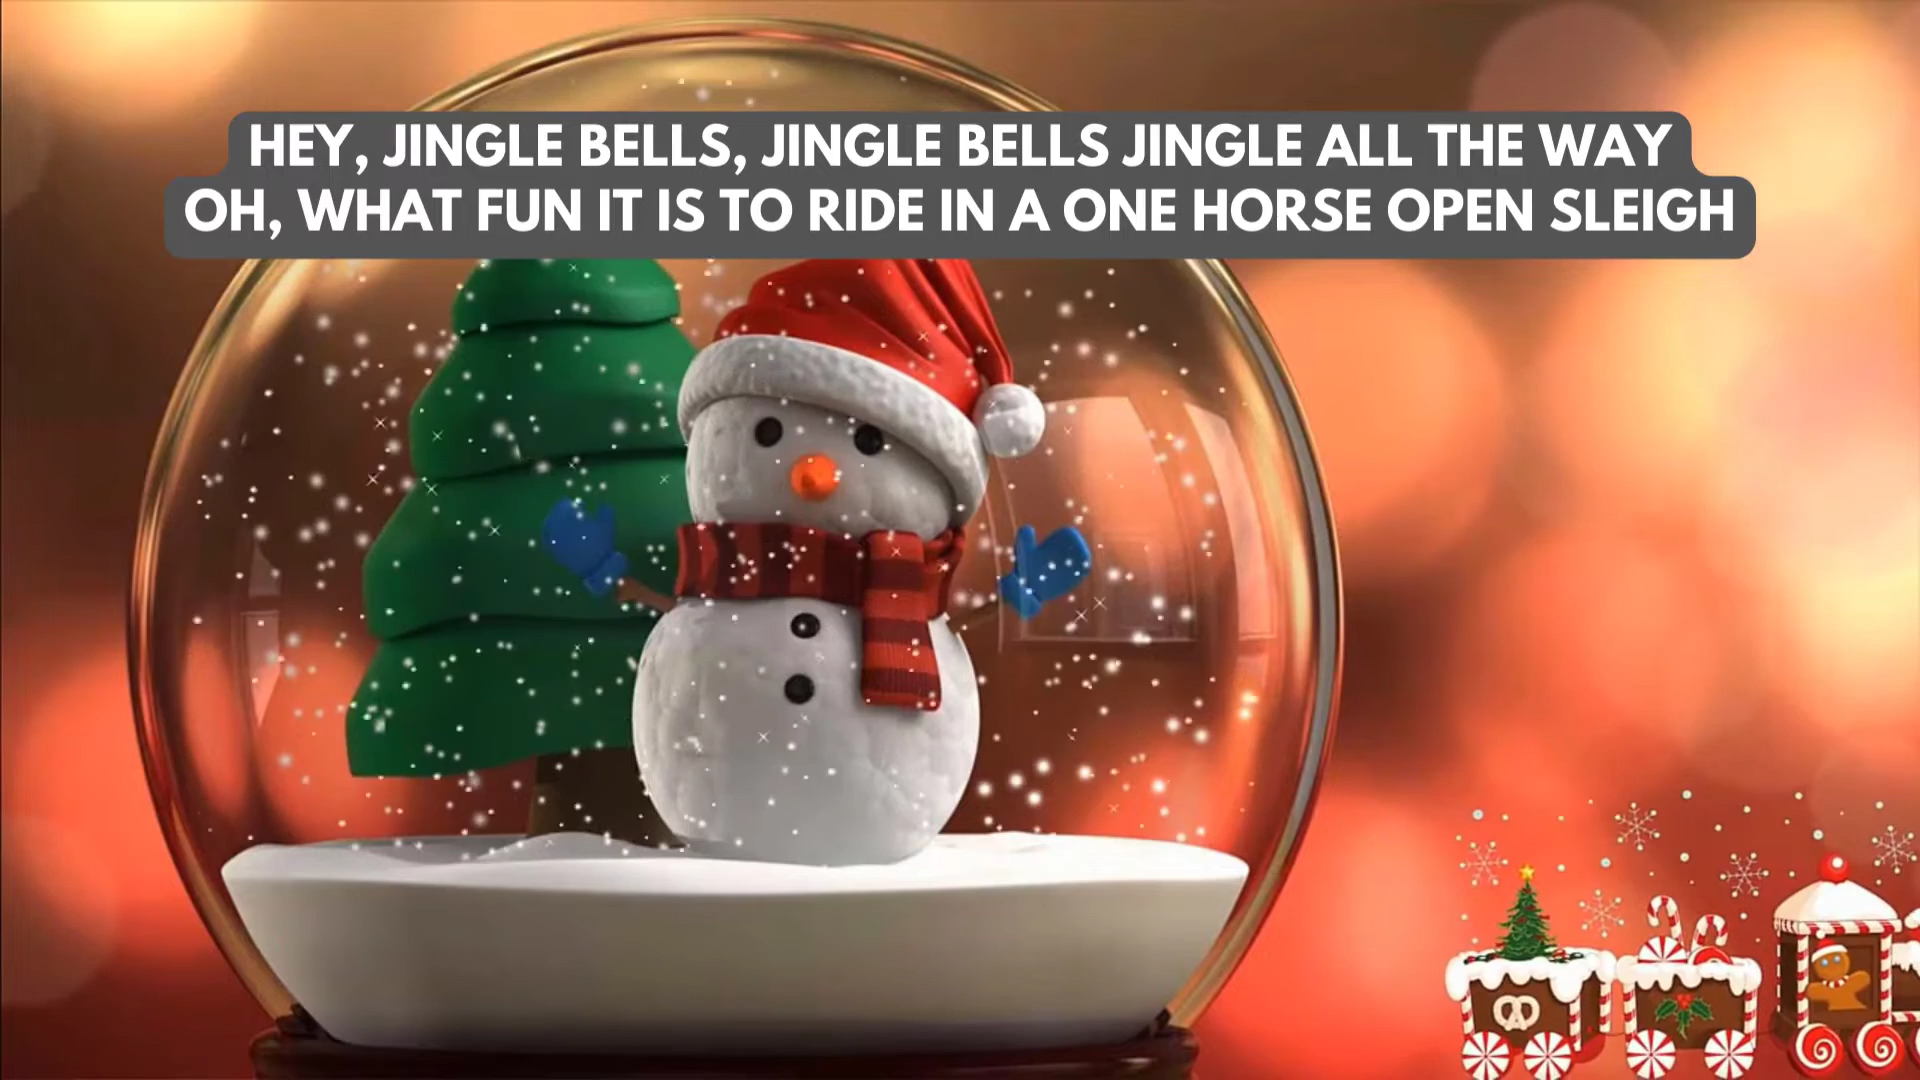 HEY, JINGLE BELLS, JINGLE BELLS JINGLE ALL THE WAY
OH, WHAT FUN IT IS TO RIDE IN A ONE HORSE OPEN SLEIGH